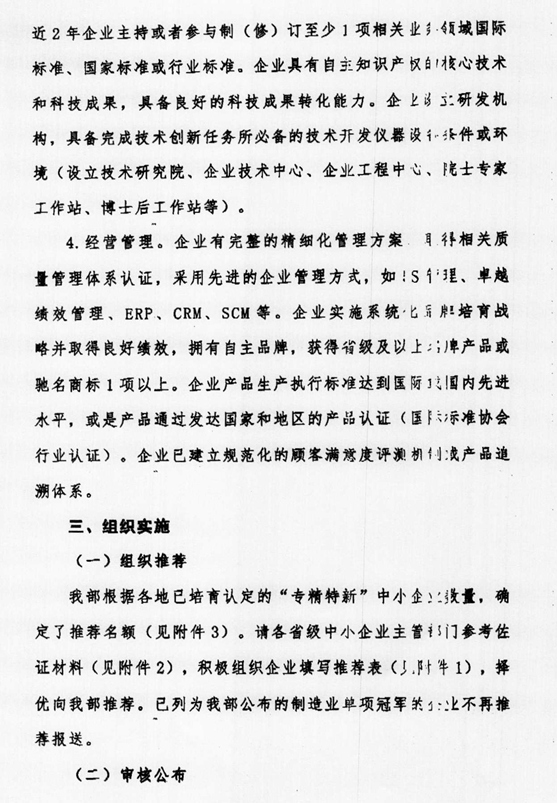 近2年企业主持或者参与制（修）订至少1项相关业务领域国际
标准、国家标准或行业标准。企业具有自主知识产权的核心技术
和科技成果，具备良好的科技成果转化能力。企业设立研发机
构，具备完成技术创新任务所必备的技术开发仪器设备条件或环
境（设立技术研究院、企业技术中心、企业工程中心、院士专家
工作站、博士后工作站等）。
4.经营管理。企业有完整的精细化管理方案，取得相关质
量管理体系认证，采用先进的企业管理方式，如5S管理、卓越
绩效管理、ERP、CRM、SCM等。企业实施系统化品牌培育战
略并取得良好绩效，拥有自主品牌，获得省级及以上名牌产品或
驰名商标1项以上。企业产品生产执行标准达到国际或国内先进
水平，或是产品通过发达国家和地区的产品认证（国际标准协会
行业认证）。企业已建立规范化的顾客满意度评测机制或产品追
溯体系。
三、组织实施
（一）组织推荐
我部根据各地已培育认定的“专精特新”中小企业数量，确
定了推荐名额（见附件3）。请各省级中小企业主管部门参考佐
证材料（见附件2），积极组织企业填写推荐表（见附件1），择
优向我部推荐。已列为我部公布的制造业单项冠军的企业不再推
荐报送。
（二）审核公布